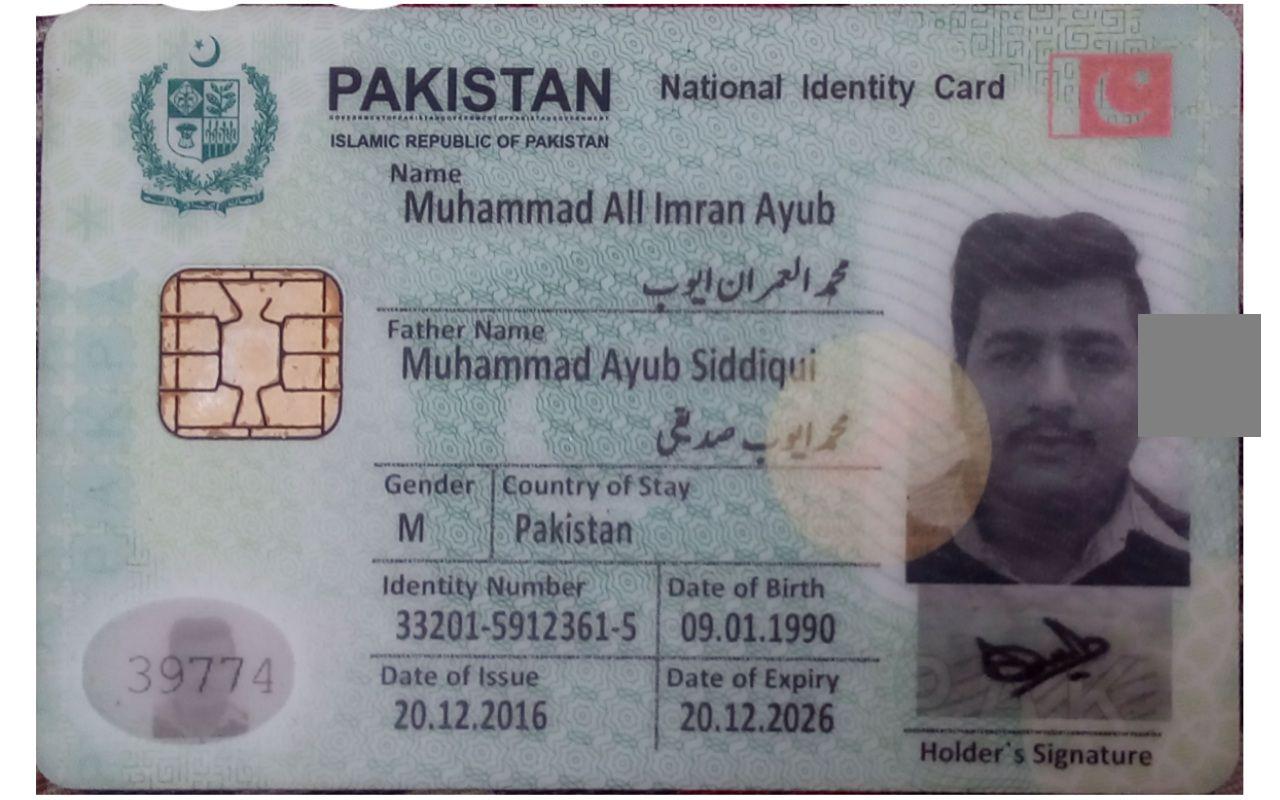 PAKISTAN
National Identity Card
ISLAMIC REPUBLIC OF PAKISTAN
Name
Muhammad All Imran Ayub
محمد العمران ایوب
Father Name
Muhammad Ayub Siddiqui
محمد ایوب صدیقی
Gender
Country of Stay
M
Pakistan
Identity Number
Date of Birth
33201-5912361-5
09.01.1990
Date of Issue
Date of Expiry
20.12.2016
20.12.2026
39774
Holder`s Signature